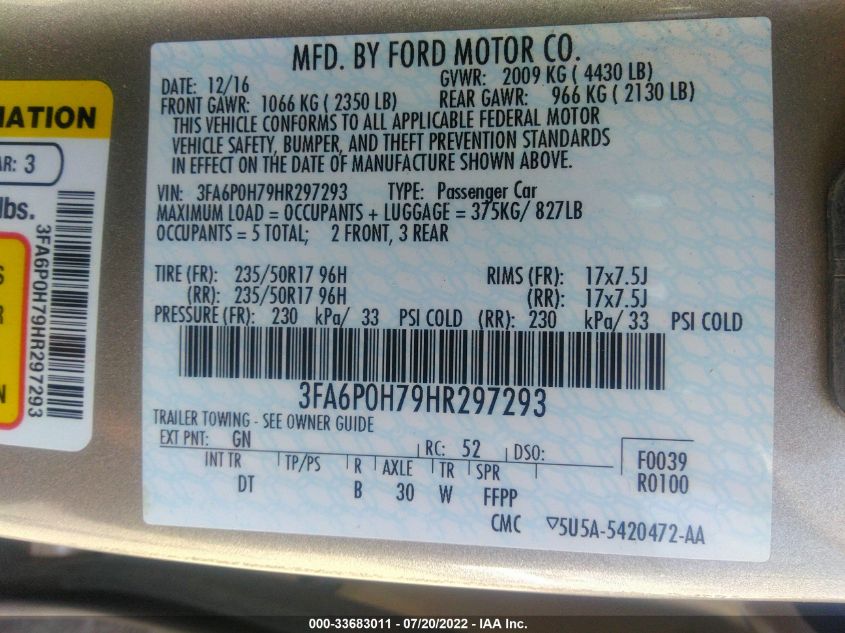 MFD. BY FORD MOTOR CO.
DATE: 12/16 GVWR: 2009 KG ( 4430 LB)
FRONT GAWR: 1066 KG ( 2350 LB) REAR GAWR: 966 KG ( 2130 LB)
THIS VEHICLE CONFORMS TO ALL APPLICABLE FEDERAL MOTOR
VEHICLE SAFETY, BUMPER, AND THEFT PREVENTION STANDARDS
IN EFFECT ON THE DATE OF MANUFACTURE SHOWN ABOVE.
VIN: 3FA6P0H79HR297293 TYPE: Passenger Car
MAXIMUM LOAD = OCCUPANTS + LUGGAGE = 375KG/ 827LB
OCCUPANTS = 5 TOTAL; 2 FRONT, 3 REAR
TIRE (FR): 235/50R17 96H RIMS (FR): 17x7.5J
(RR): 235/50R17 96H (RR): 17x7.5J
PRESSURE (FR): 230 kPa/ 33 PSI COLD (RR): 230 kPa/ 33 PSI COLD
3FA6P0H79HR297293
TRAILER TOWING - SEE OWNER GUIDE
EXT PNT: GN RC: 52 DSO:
INT TR TP/PS R AXLE TR SPR
DT B 30 W FFPP
F0039
R0100
CMC ▽5U5A-5420472-AA
MATION
AR: 3
lbs.
3FA6P0H79HR297293
000-33683011 - 07/20/2022 - IAA Inc.